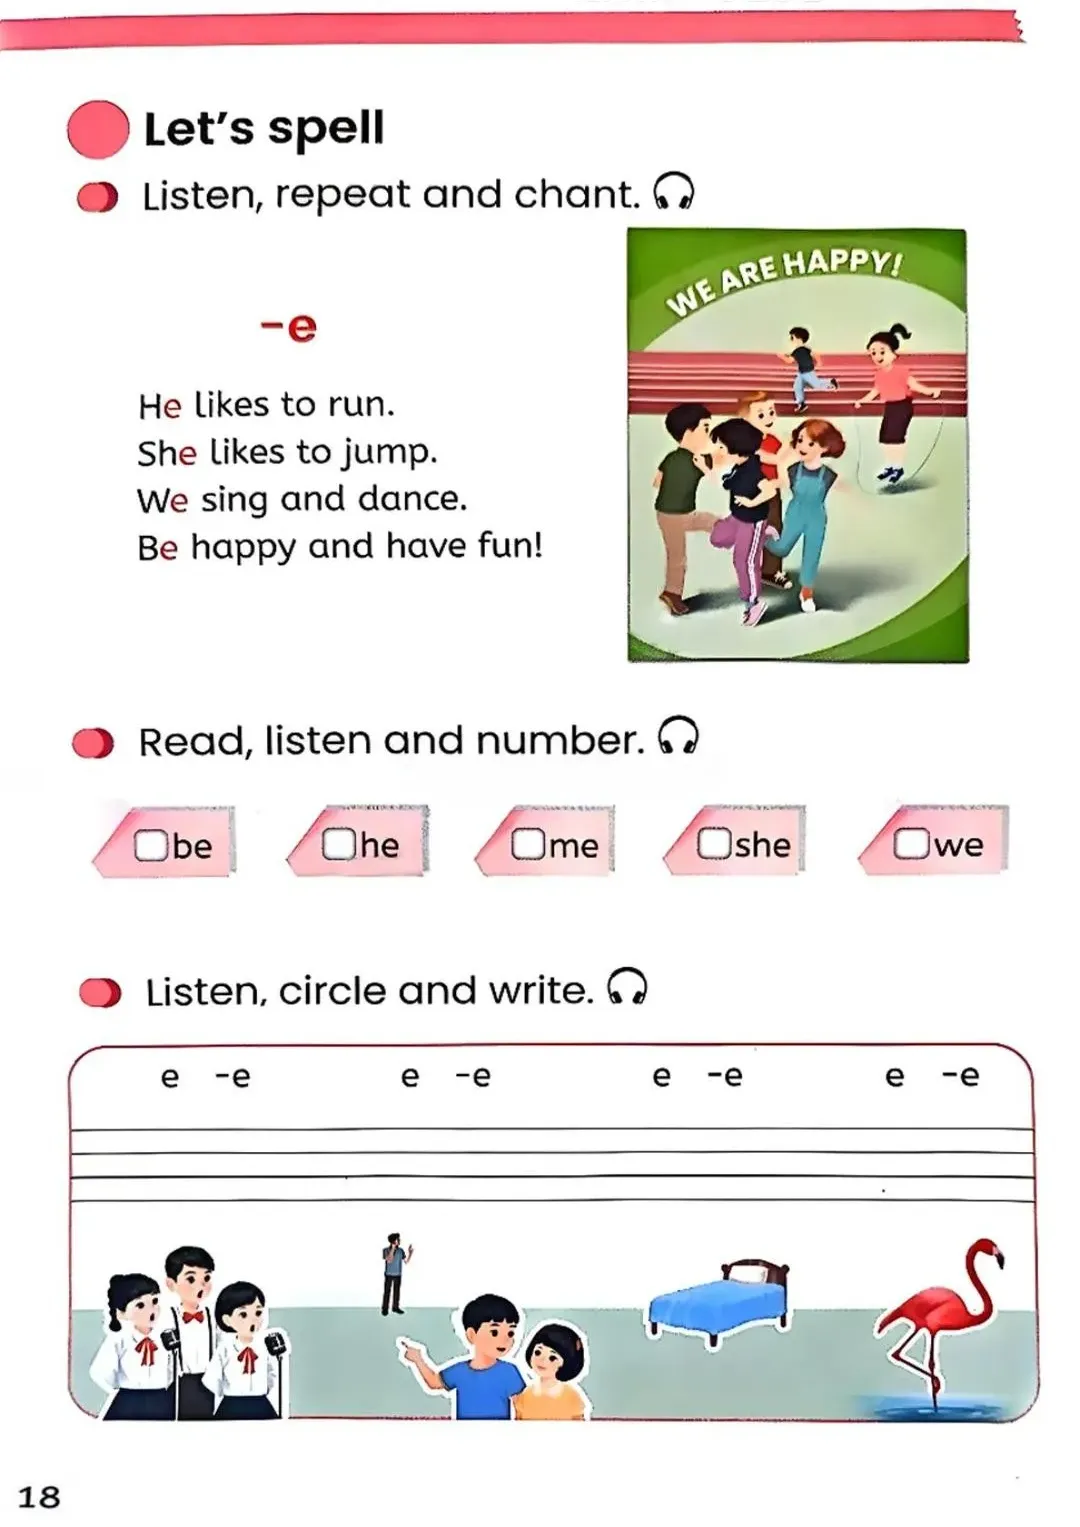 Let's spell
Listen, repeat and chant.
-e
He likes to run.
She likes to jump.
We sing and dance.
Be happy and have fun!
WE ARE HAPPY!
Read, listen and number.
be he me she we
Listen, circle and write.
e -e e -e e -e e -e
18